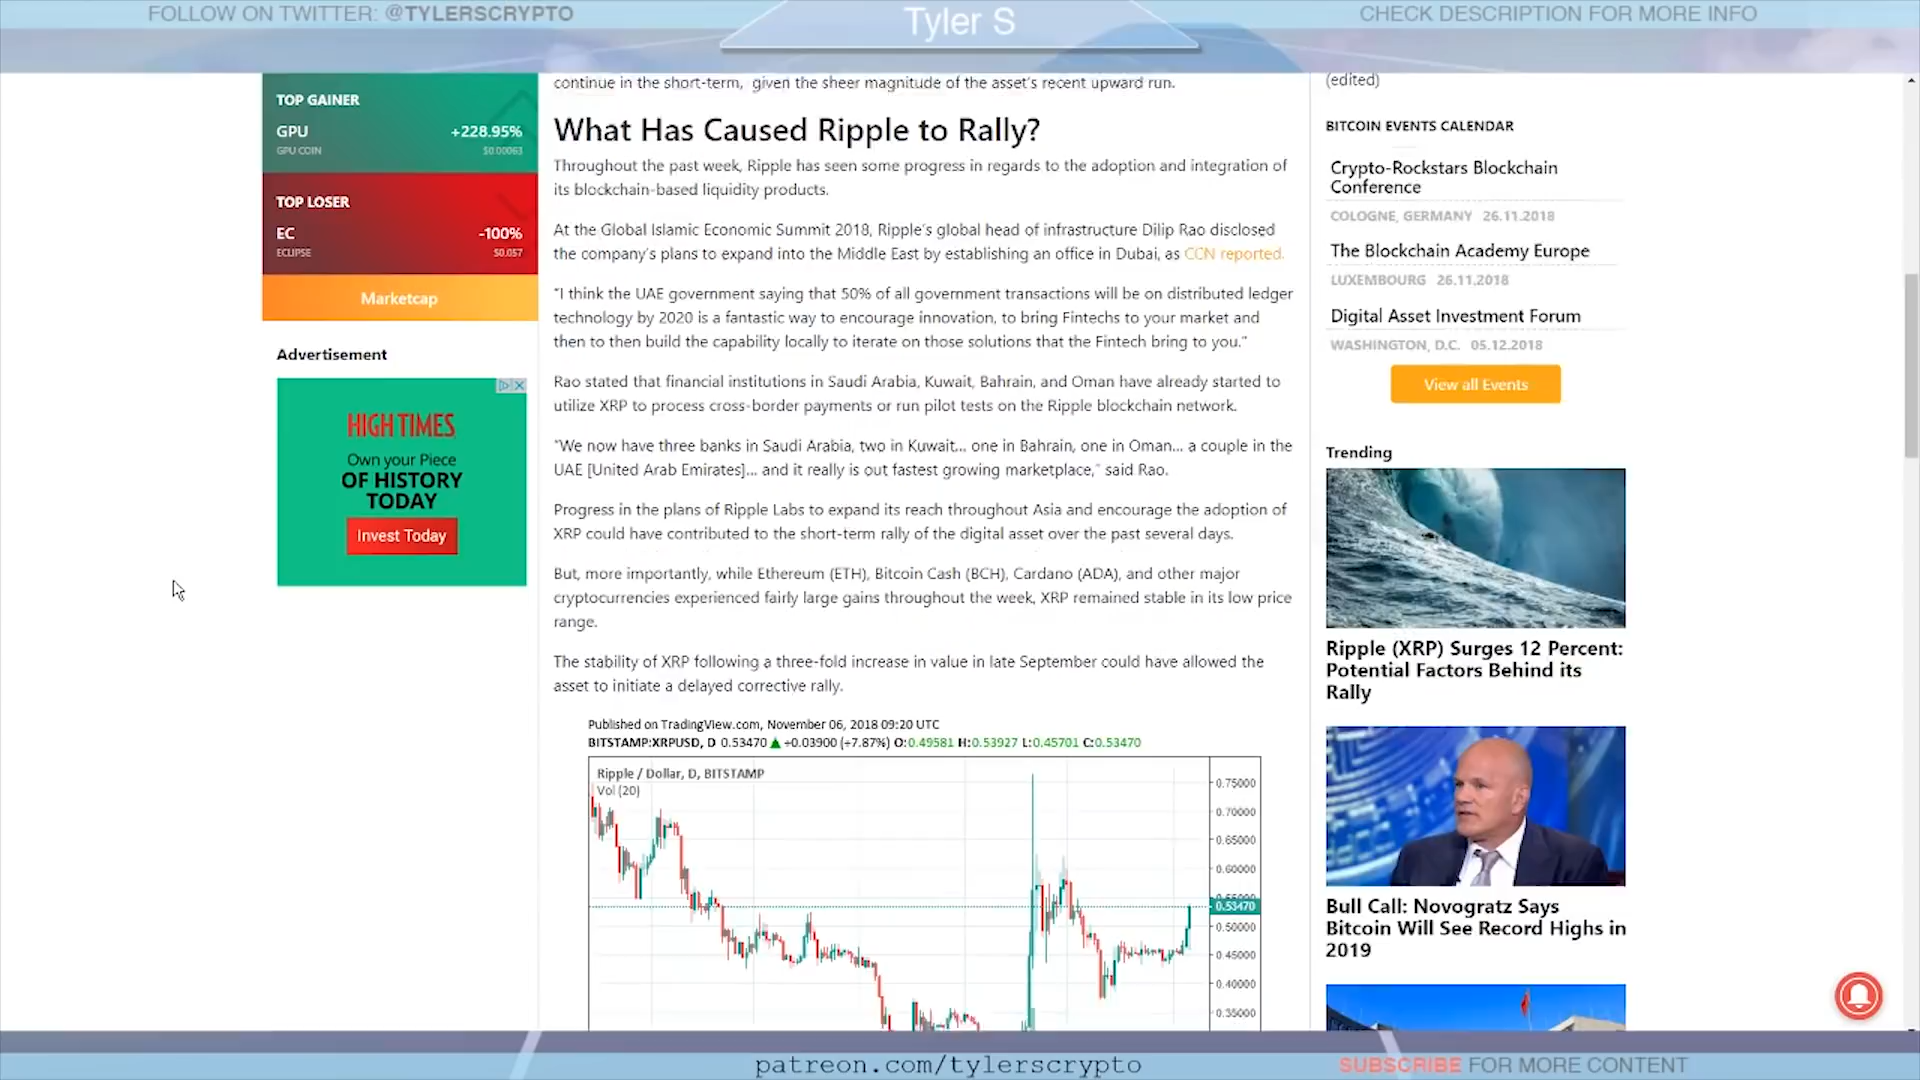 FOLLOW ON TWITTER: @TYLERSCRYPTO
Tyler S
CHECK DESCRIPTION FOR MORE INFO
TOP GAINER
GPU +228.95%
GPU COIN $0.00063
TOP LOSER
EC -100%
ECLIPSE $0.057
Marketcap
Advertisement
HIGH TIMES
Own your Piece
OF HISTORY
TODAY
Invest Today
continue in the short-term, given the sheer magnitude of the asset's recent upward run.
What Has Caused Ripple to Rally?
Throughout the past week, Ripple has seen some progress in regards to the adoption and integration of
its blockchain-based liquidity products.
At the Global Islamic Economic Summit 2018, Ripple's global head of infrastructure Dilip Rao disclosed
the company's plans to expand into the Middle East by establishing an office in Dubai, as CCN reported.
"I think the UAE government saying that 50% of all government transactions will be on distributed ledger
technology by 2020 is a fantastic way to encourage innovation, to bring Fintechs to your market and
then to then build the capability locally to iterate on those solutions that the Fintech bring to you."
Rao stated that financial institutions in Saudi Arabia, Kuwait, Bahrain, and Oman have already started to
utilize XRP to process cross-border payments or run pilot tests on the Ripple blockchain network.
"We now have three banks in Saudi Arabia, two in Kuwait... one in Bahrain, one in Oman... a couple in the
UAE [United Arab Emirates]... and it really is out fastest growing marketplace," said Rao.
Progress in the plans of Ripple Labs to expand its reach throughout Asia and encourage the adoption of
XRP could have contributed to the short-term rally of the digital asset over the past several days.
But, more importantly, while Ethereum (ETH), Bitcoin Cash (BCH), Cardano (ADA), and other major
cryptocurrencies experienced fairly large gains throughout the week, XRP remained stable in its low price
range.
The stability of XRP following a three-fold increase in value in late September could have allowed the
asset to initiate a delayed corrective rally.
Published on TradingView.com, November 06, 2018 09:20 UTC
BITSTAMP:XRPUSD, D 0.53470 ▲ +0.03900 (+7.87%) O:0.49581 H:0.53927 L:0.45701 C:0.53470
Ripple / Dollar, D, BITSTAMP
Vol (20)
0.75000
0.70000
0.65000
0.60000
0.53470
0.50000
0.45000
0.40000
0.35000
(edited)
BITCOIN EVENTS CALENDAR
Crypto-Rockstars Blockchain
Conference
COLOGNE, GERMANY 26.11.2018
The Blockchain Academy Europe
LUXEMBOURG 26.11.2018
Digital Asset Investment Forum
WASHINGTON, D.C. 05.12.2018
View all Events
Trending
Ripple (XRP) Surges 12 Percent:
Potential Factors Behind its
Rally
Bull Call: Novogratz Says
Bitcoin Will See Record Highs in
2019
patreon.com/tylerscrypto
SUBSCRIBE FOR MORE CONTENT